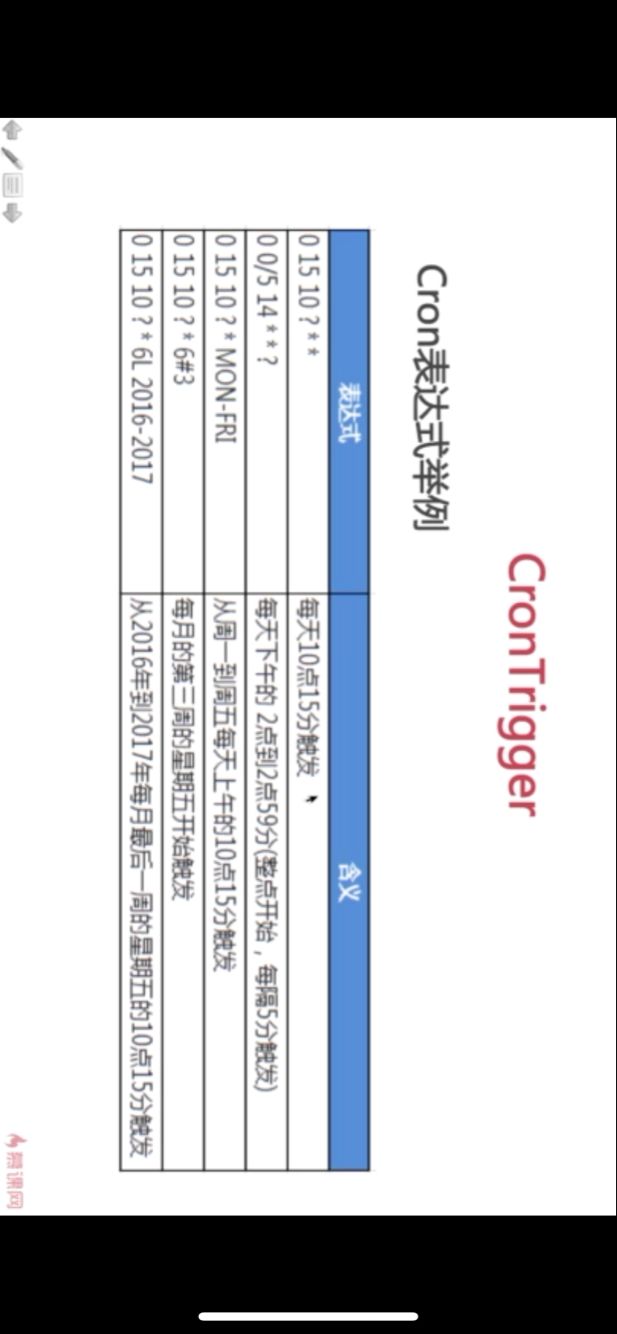 CronTrigger
Cron表达式举例
表达式 含义
0 15 10 ? * * 每天10点15分触发
0 0/5 14 * * ? 每天下午的 2点到2点59分(整点开始，每隔5分触发)
0 15 10 ? * MON-FRI 从周一到周五每天上午的10点15分触发
0 15 10 ? * 6#3 每月的第三周的星期五开始触发
0 15 10 ? * 6L 2016-2017 从2016年到2017年每月最后一周的星期五的10点15分触发
慕课网